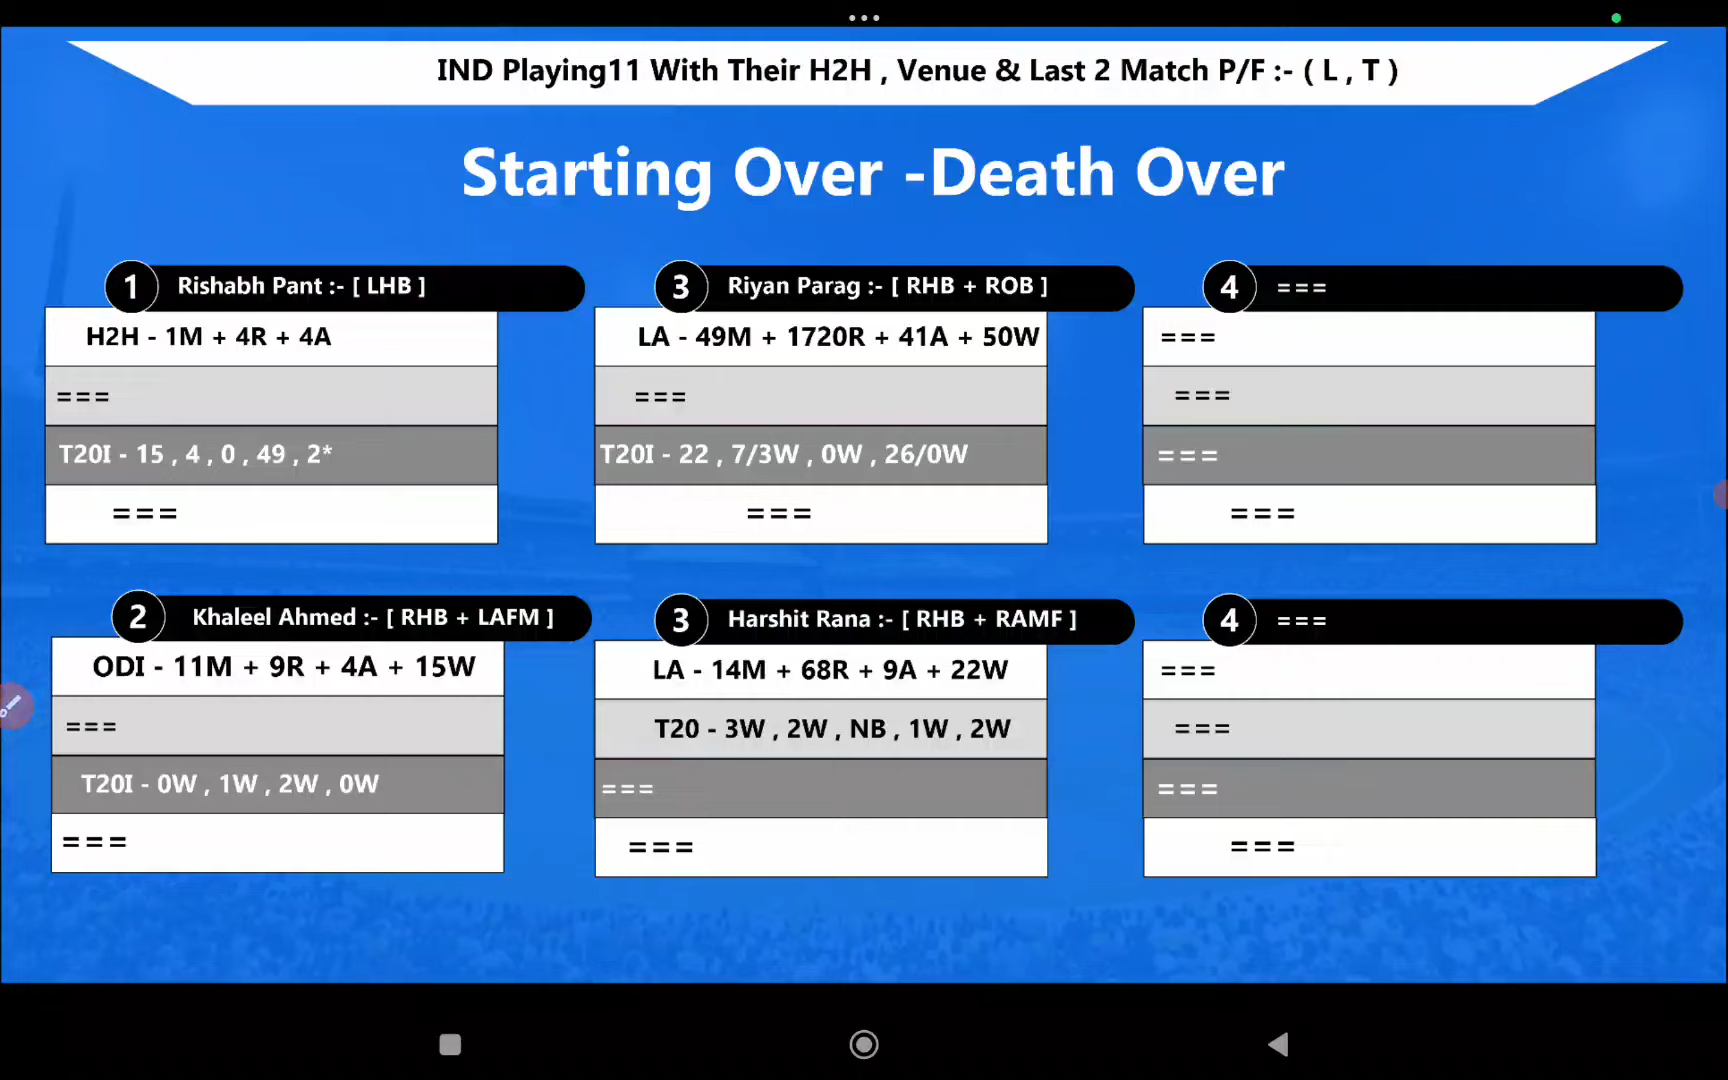 IND Playing11 With Their H2H , Venue & Last 2 Match P/F :- ( L , T )
Starting Over -Death Over
1 Rishabh Pant :- [ LHB ]
H2H - 1M + 4R + 4A
===
T20I - 15 , 4 , 0 , 49 , 2*
===
3 Riyan Parag :- [ RHB + ROB ]
LA - 49M + 1720R + 41A + 50W
===
T20I - 22 , 7/3W , 0W , 26/0W
===
4 ===
===
===
===
===
2 Khaleel Ahmed :- [ RHB + LAFM ]
ODI - 11M + 9R + 4A + 15W
===
T20I - 0W , 1W , 2W , 0W
===
3 Harshit Rana :- [ RHB + RAMF ]
LA - 14M + 68R + 9A + 22W
T20 - 3W , 2W , NB , 1W , 2W
===
===
4 ===
===
===
===
===